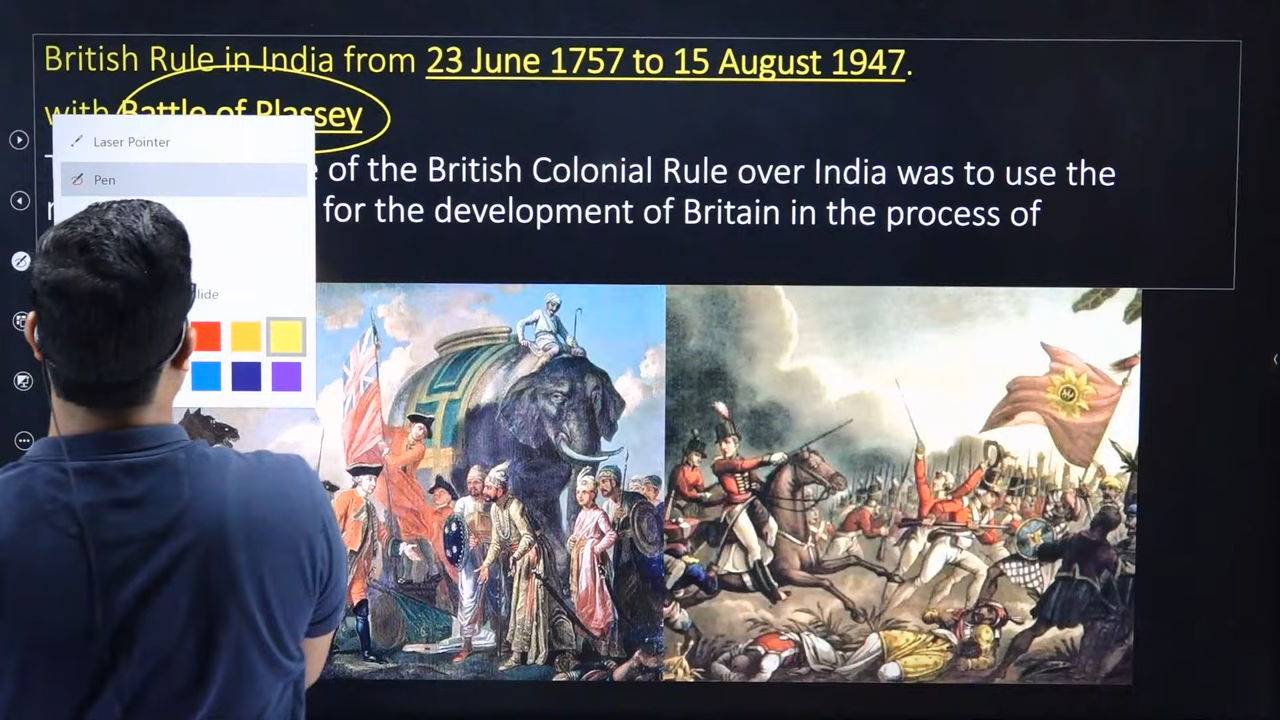 British Rule in India from 23 June 1757 to 15 August 1947.
with Battle of Plassey
Laser Pointer
Pen
of the British Colonial Rule over India was to use the
for the development of Britain in the process of
lide